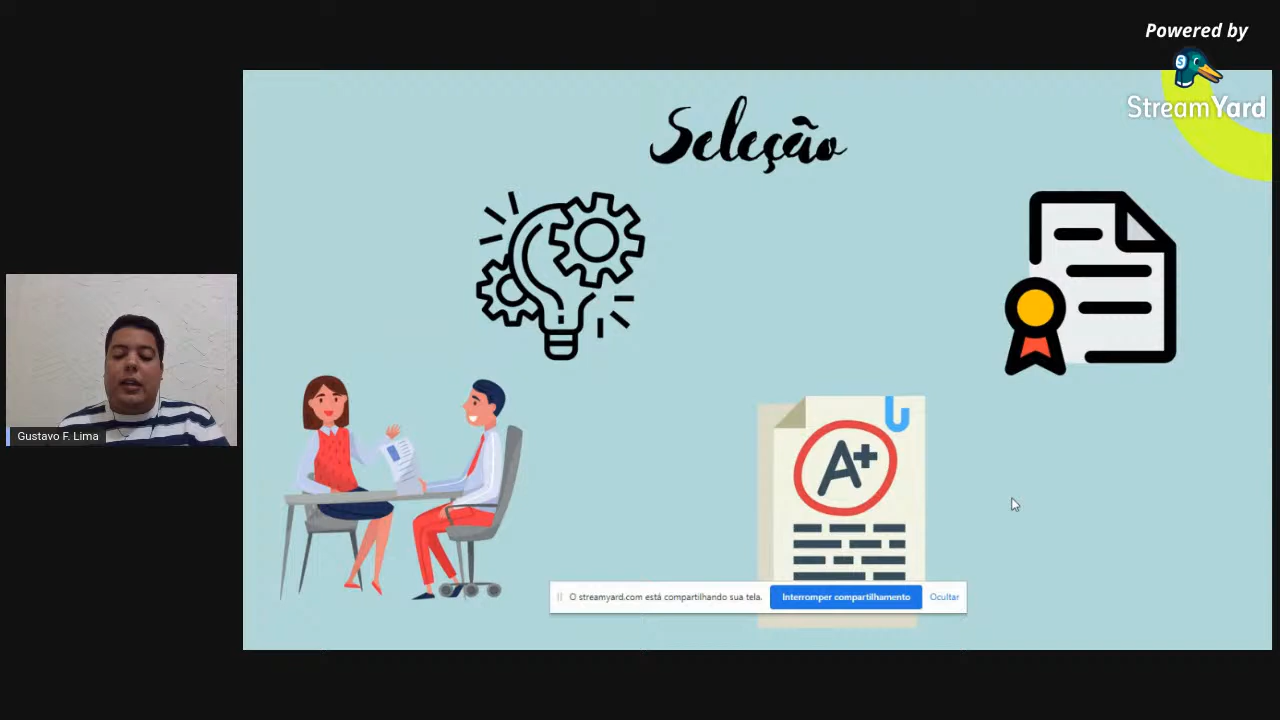 Powered by
StreamYard
Seleção
Gustavo F. Lima
A+
O streamyard.com está compartilhando sua tela.
Interromper compartilhamento
Ocultar